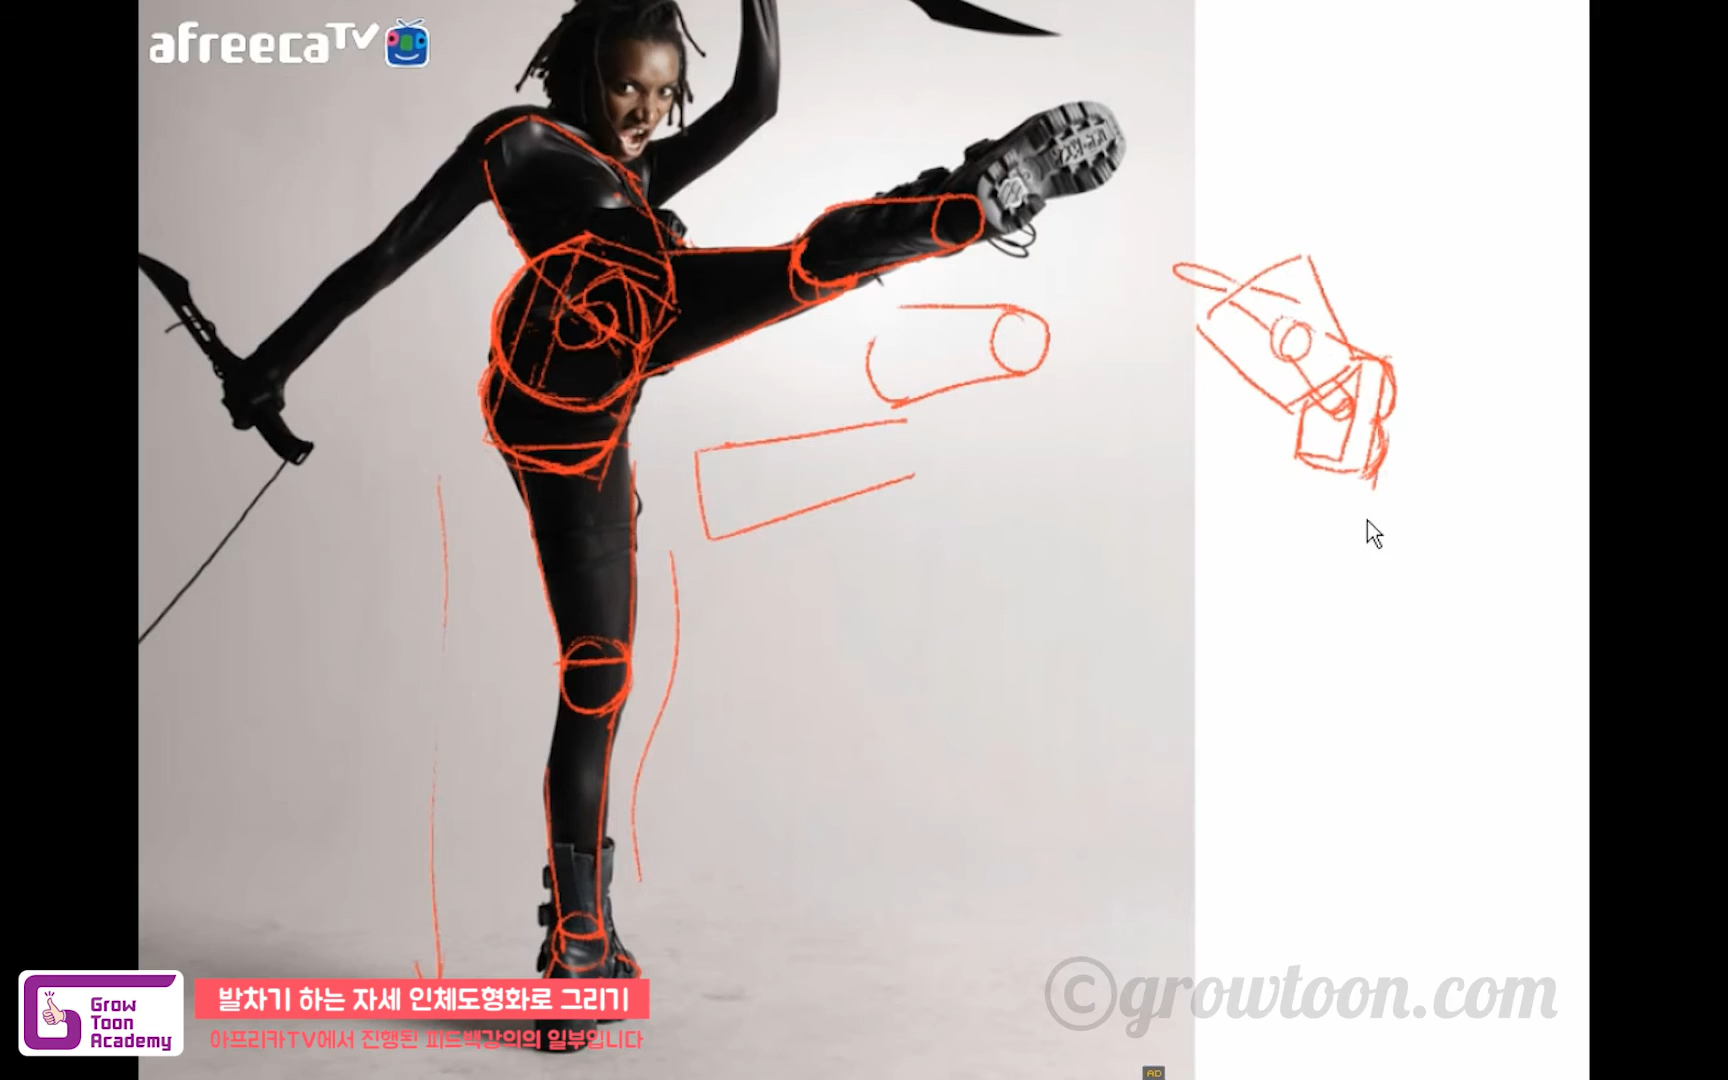 afreecaTV
Grow
Toon
Academy
발차기 하는 자세 인체도형화로 그리기
아프리카TV에서 진행된 피드백강의의 일부입니다
©growtoon.com
AD